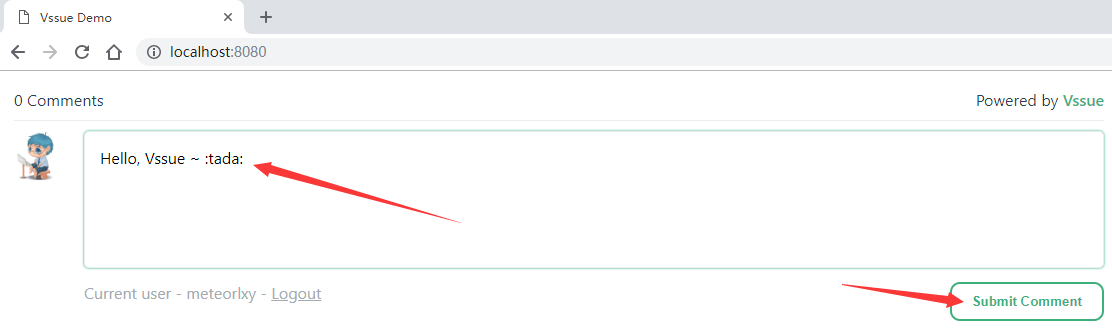 Vssue Demo
localhost:8080
0 Comments
Powered by Vssue
Hello, Vssue ~ :tada:
Current user - meteorlxy - Logout
Submit Comment